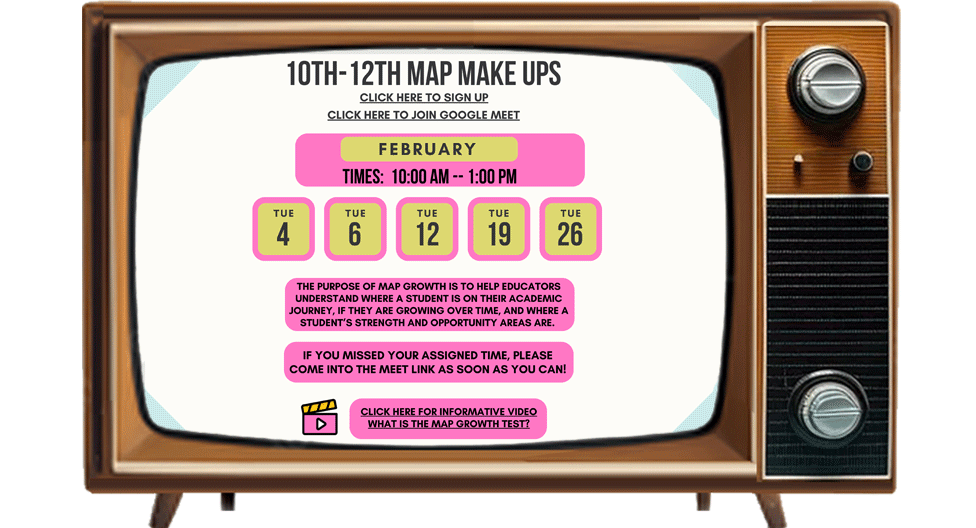 10TH-12TH MAP MAKE UPS
CLICK HERE TO SIGN UP
CLICK HERE TO JOIN GOOGLE MEET
FEBRUARY
TIMES: 10:00 AM -- 1:00 PM
TUE TUE TUE TUE TUE
4 6 12 19 26
THE PURPOSE OF MAP GROWTH IS TO HELP EDUCATORS
UNDERSTAND WHERE A STUDENT IS ON THEIR ACADEMIC
JOURNEY, IF THEY ARE GROWING OVER TIME, AND WHERE A
STUDENT'S STRENGTH AND OPPORTUNITY AREAS ARE.
IF YOU MISSED YOUR ASSIGNED TIME, PLEASE
COME INTO THE MEET LINK AS SOON AS YOU CAN!
CLICK HERE FOR INFORMATIVE VIDEO
WHAT IS THE MAP GROWTH TEST?